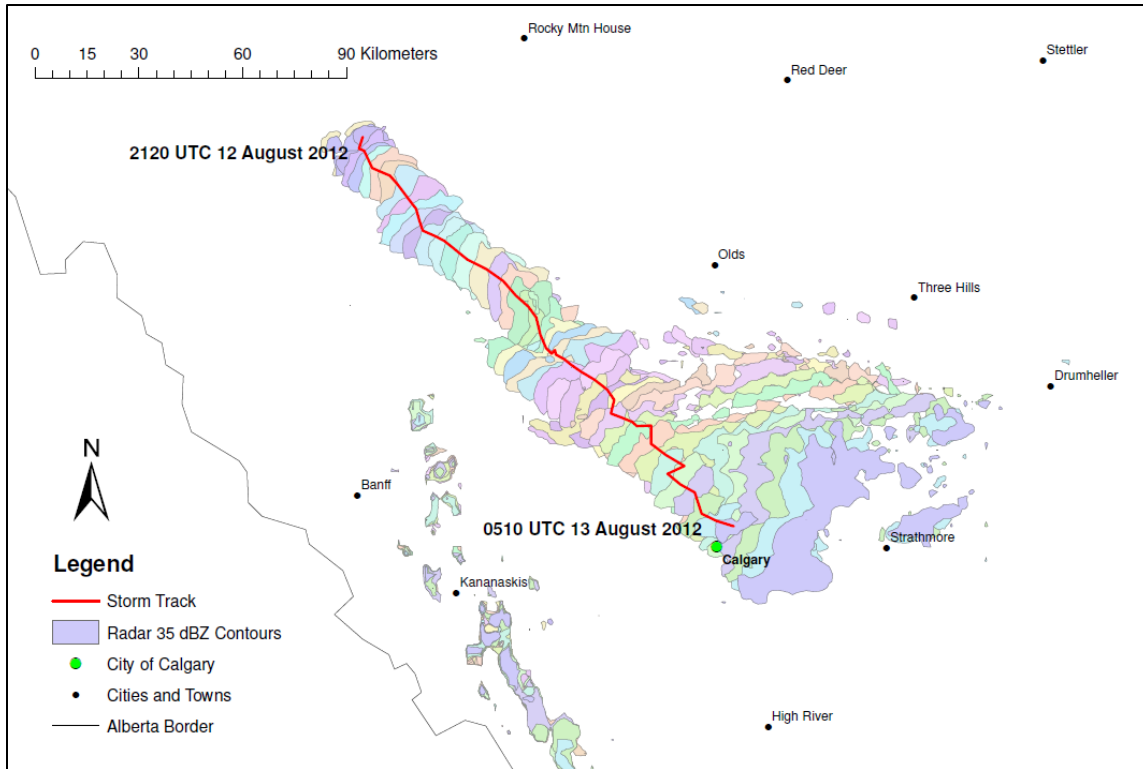 Rocky Mtn House
0 15 30 60 90 Kilometers
Stettler
Red Deer
2120 UTC 12 August 2012
Olds
Three Hills
Drumheller
N
Banff
0510 UTC 13 August 2012
Strathmore
Calgary
Legend
Kananaskis
Storm Track
Radar 35 dBZ Contours
City of Calgary
Cities and Towns
High River
Alberta Border